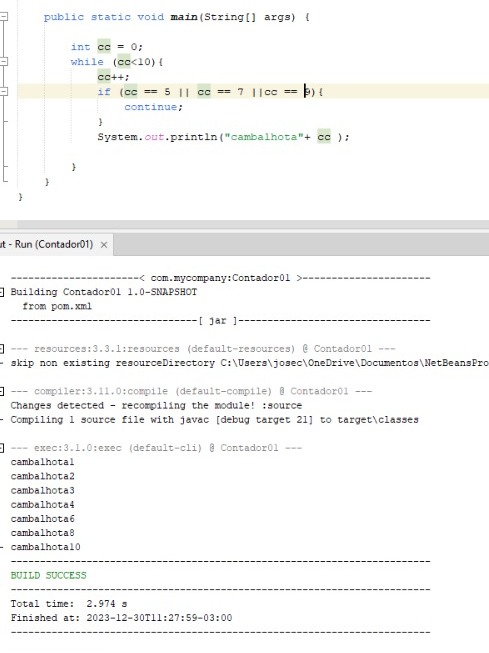 public static void main(String[] args) {
int cc = 0;
while (cc<10){
cc++;
if (cc == 5 || cc == 7 ||cc == 9){
continue;
}
System.out.println("cambalhota"+ cc );
}
}
}
ut - Run (Contador01) ×
----------------------< com.mycompany:Contador01 >----------------------
Building Contador01 1.0-SNAPSHOT
from pom.xml
--------------------------------[ jar ]---------------------------------
--- resources:3.3.1:resources (default-resources) @ Contador01 ---
skip non existing resourceDirectory C:\Users\josec\OneDrive\Documentos\NetBeansPro
--- compiler:3.11.0:compile (default-compile) @ Contador01 ---
Changes detected - recompiling the module! :source
Compiling 1 source file with javac [debug target 21] to target\classes
--- exec:3.1.0:exec (default-cli) @ Contador01 ---
cambalhota1
cambalhota2
cambalhota3
cambalhota4
cambalhota6
cambalhota8
cambalhota10
------------------------------------------------------------------------
BUILD SUCCESS
------------------------------------------------------------------------
Total time:  2.974 s
Finished at: 2023-12-30T11:27:59-03:00
------------------------------------------------------------------------